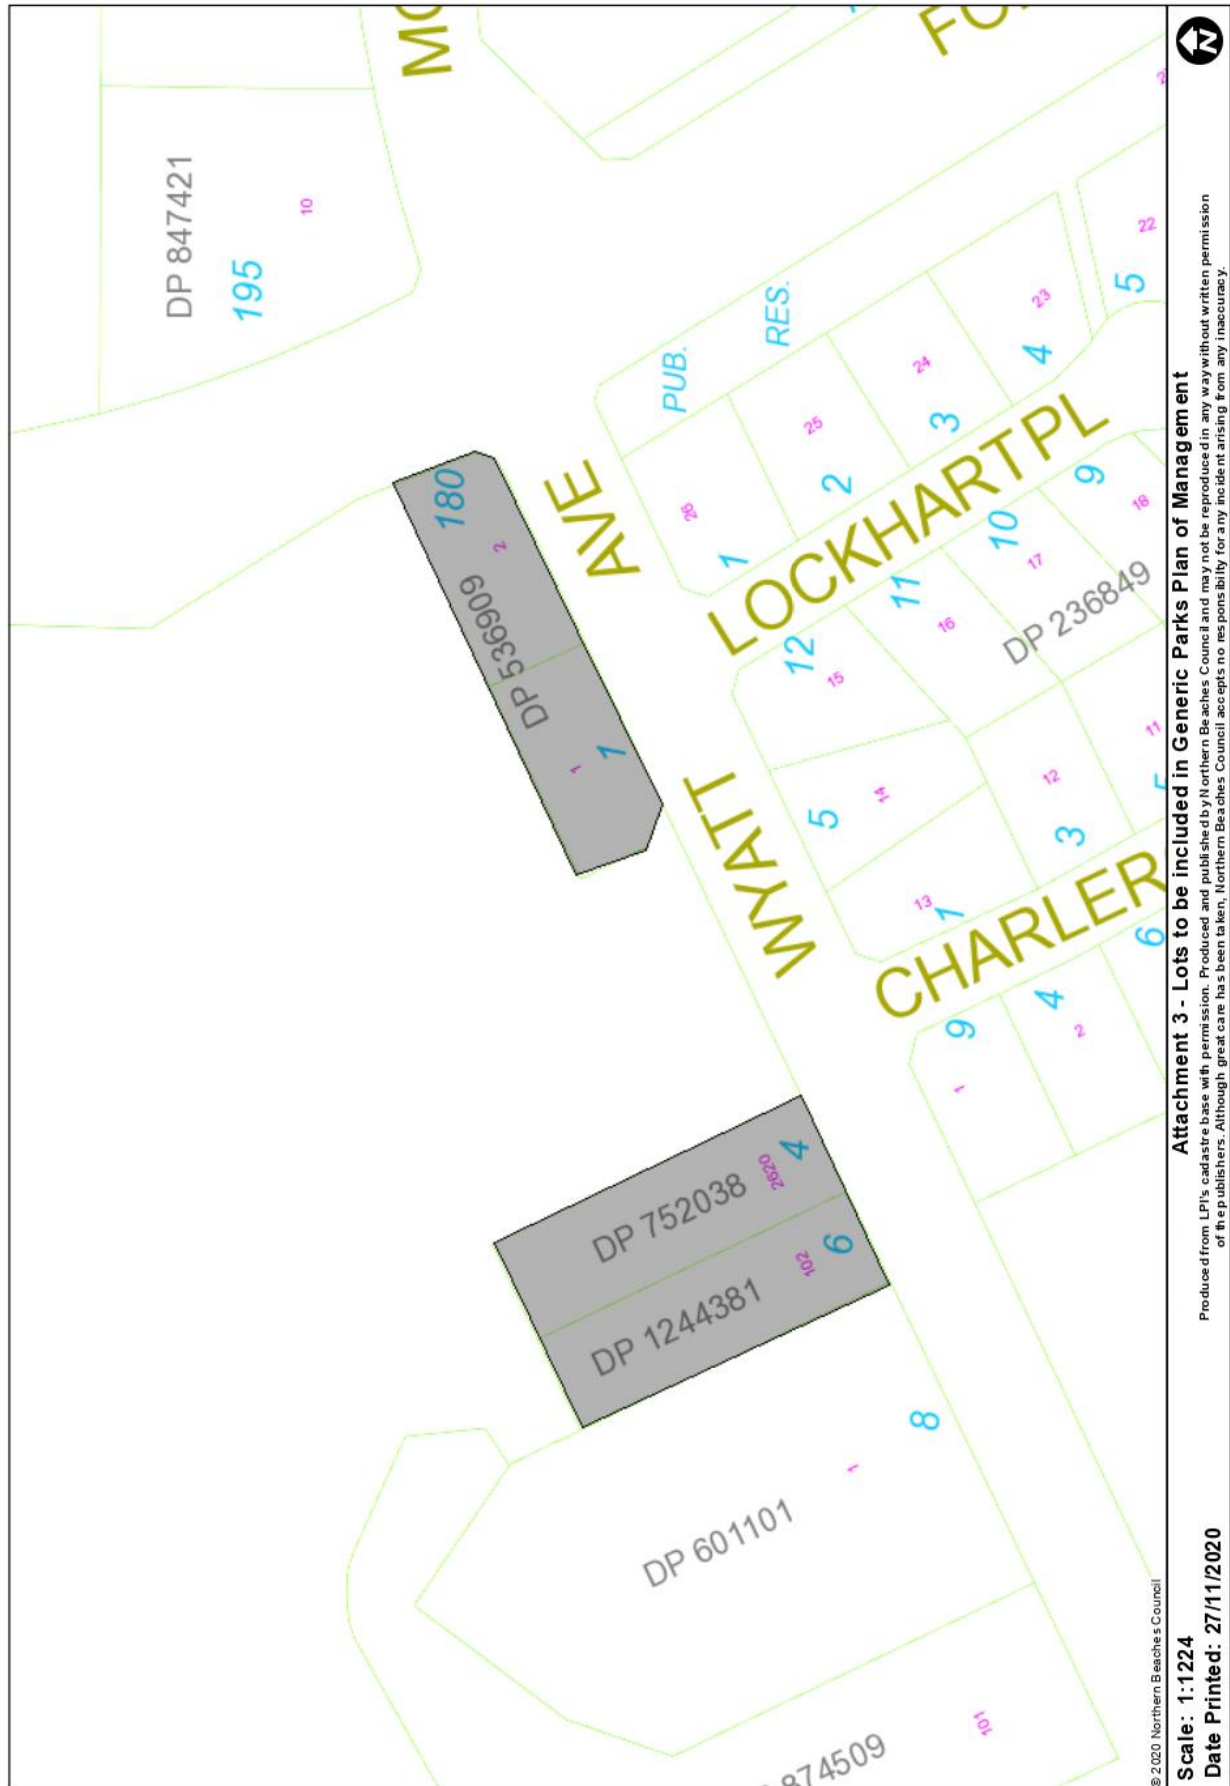 MO
FO
DP 847421
195
10
180
2
DP 536909
1
1
AVE
WYATT
PUB.
RES.
26
1
25
2
24
3
23
4
22
5
LOCKHART PL
12
15
11
16
10
17
9
18
DP 236849
5
14
13
1
12
3
11
CHARLER
9
1
4
2
6
DP 752038
2620
4
DP 1244381
102
6
DP 601101
1
8
874509
101
© 2020 Northern Beaches Council
Scale: 1:1224
Date Printed: 27/11/2020
Attachment 3 - Lots to be included in Generic Parks Plan of Management
Produced from LPI's cadastre base with permission. Produced and published by Northern Beaches Council and may not be reproduced in any way without written permission
of the publishers. Although great care has been taken, Northern Beaches Council accepts no responsibility for any incident arising from any inaccuracy.
N